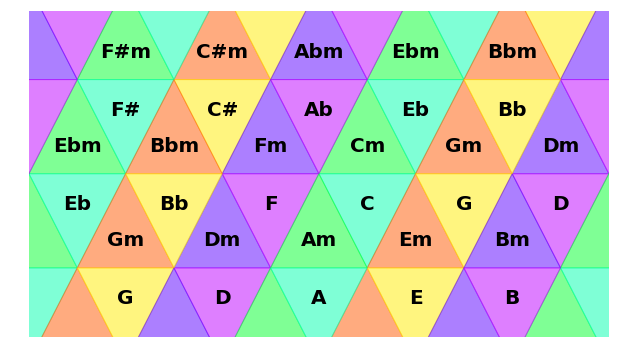 F#m C#m Abm Ebm Bbm
F# C# Ab Eb Bb
Ebm Bbm Fm Cm Gm Dm
Eb Bb F C G D
Gm Dm Am Em Bm
G D A E B